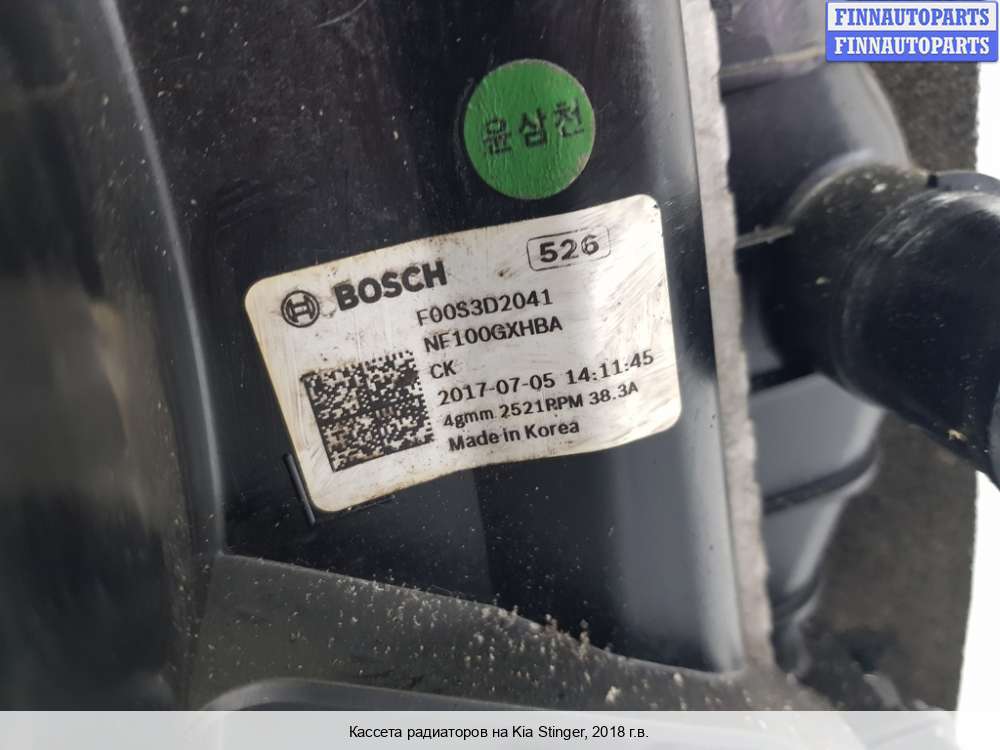 FINNAUTOPARTS
FINNAUTOPARTS
윤삼천
526
BOSCH
F00S3D2041
NF100GXHBA
CK
2017-07-05 14:11:45
4gmm 2521RPM 38.3A
Made in Korea
Кассета радиаторов на Kia Stinger, 2018 г.в.